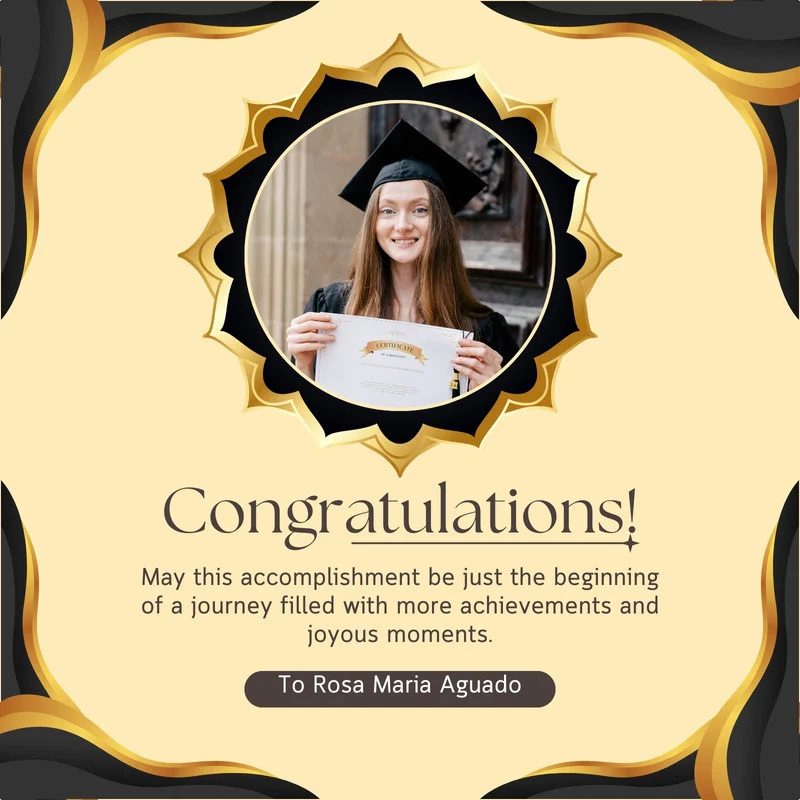 CERTIFICATE
Congratulations!
May this accomplishment be just the beginning
of a journey filled with more achievements and
joyous moments.
To Rosa Maria Aguado